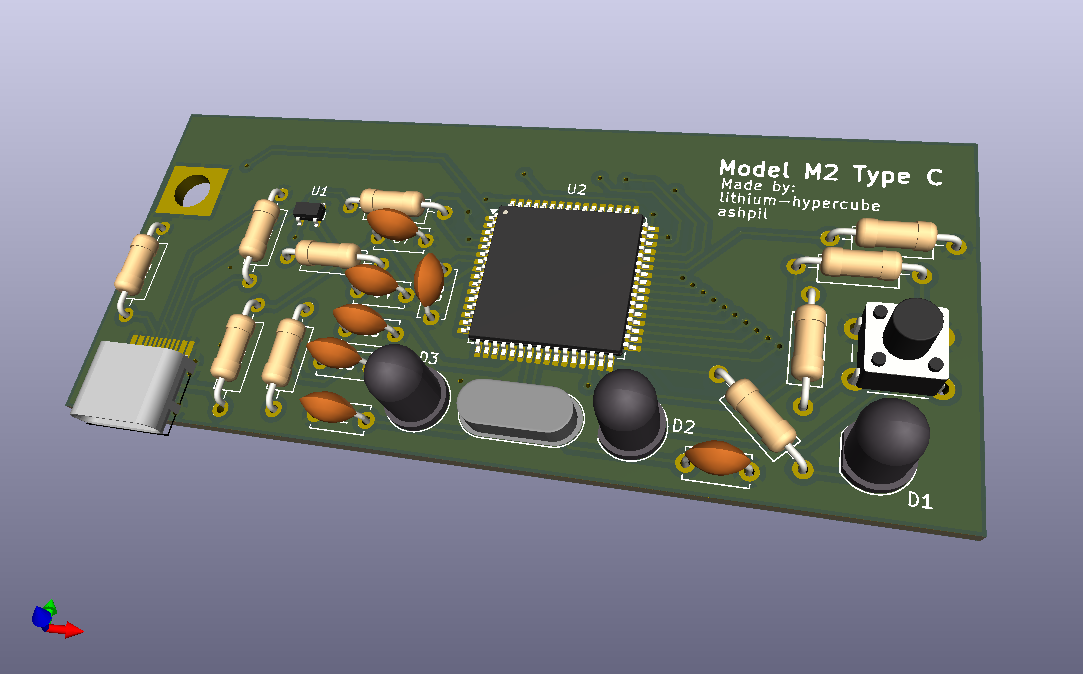 Model M2 Type C
Made by:
lithium-hypercube
ashpil
U1
U2
D3
D2
D1